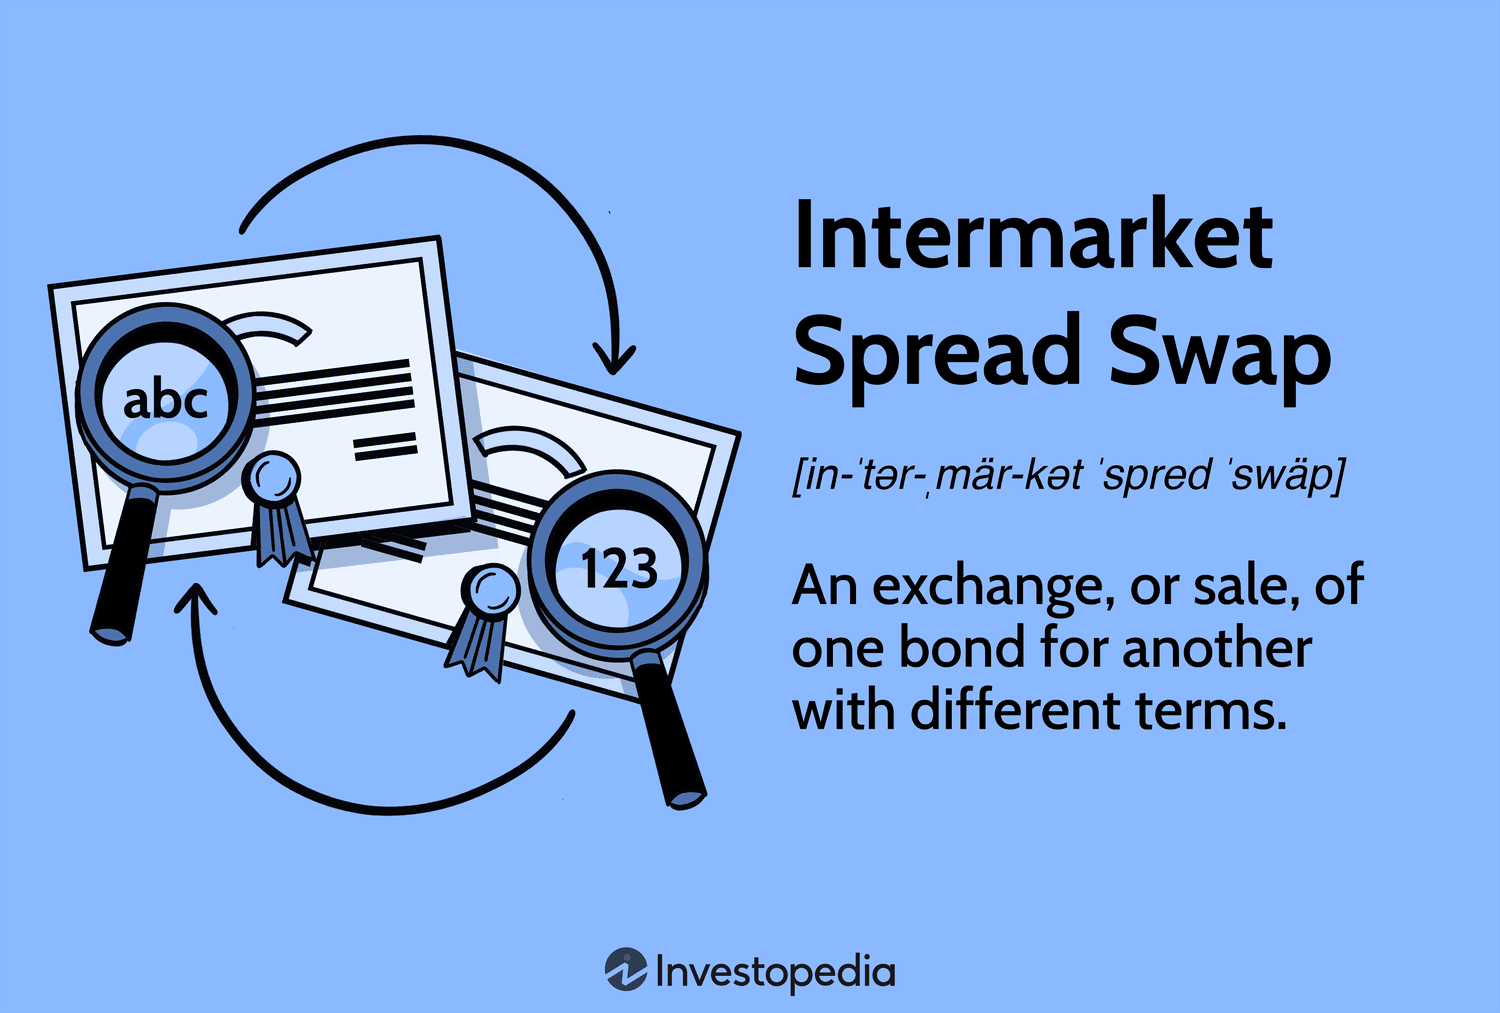 abc
123
Intermarket
Spread Swap
[in-ˈtər-ˌmär-kət ˈspred ˈswäp]
An exchange, or sale, of
one bond for another
with different terms.
Investopedia